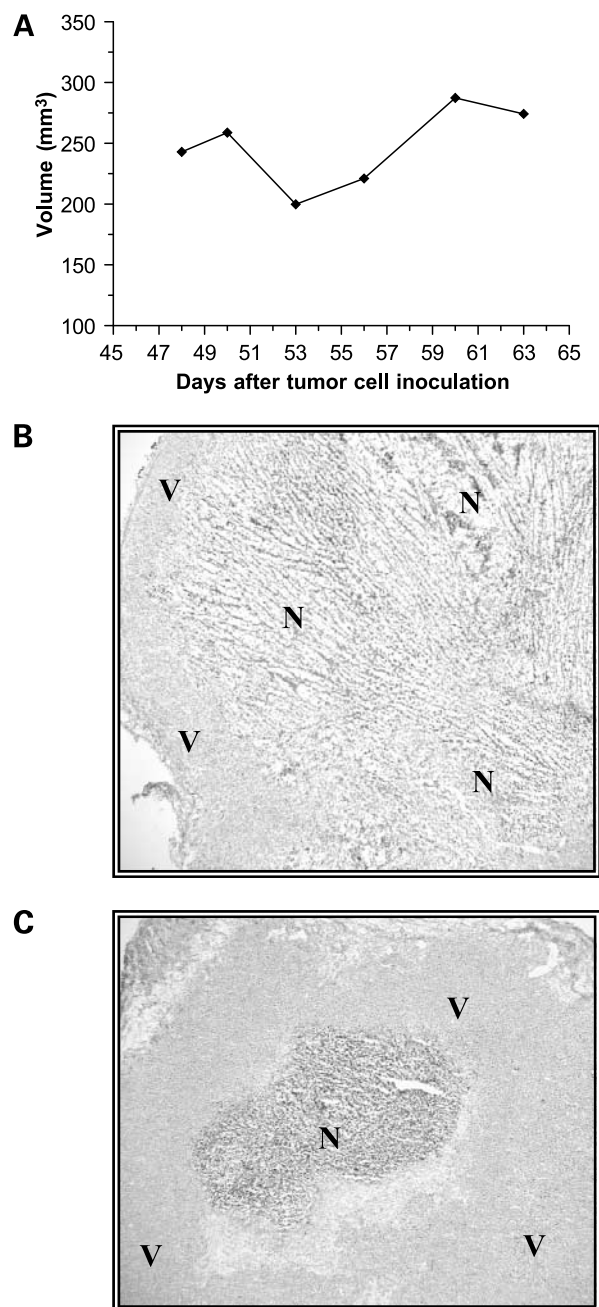 A
350
300
250
200
150
100
Volume (mm³)
45 47 49 51 53 55 57 59 61 63 65
Days after tumor cell inoculation
B
V
N
N
V
N
C
V
N
V
V